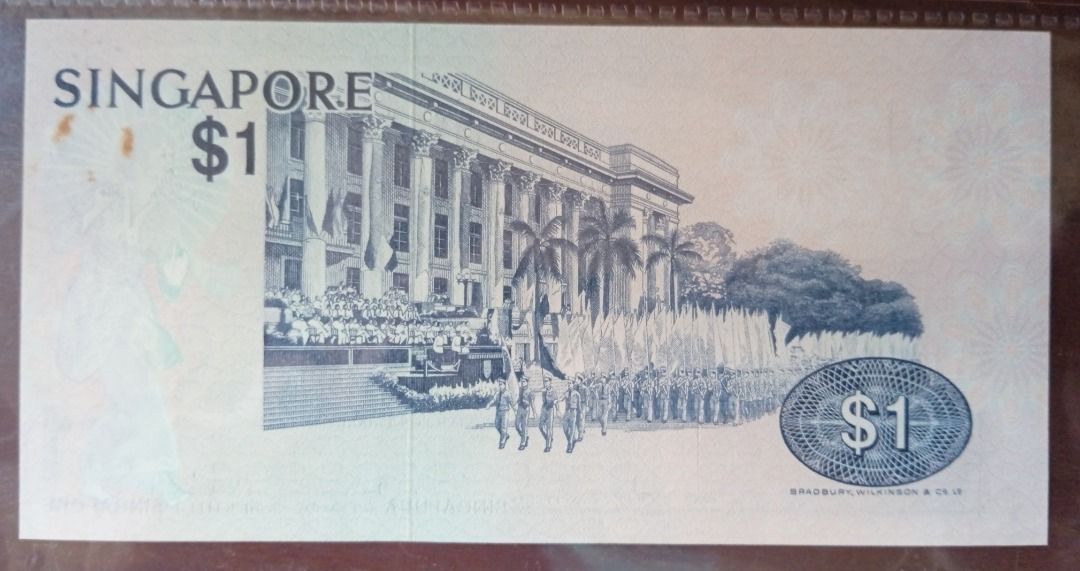 SINGAPORE
$1
$1
BRADBURY, WILKINSON & Co. Ld